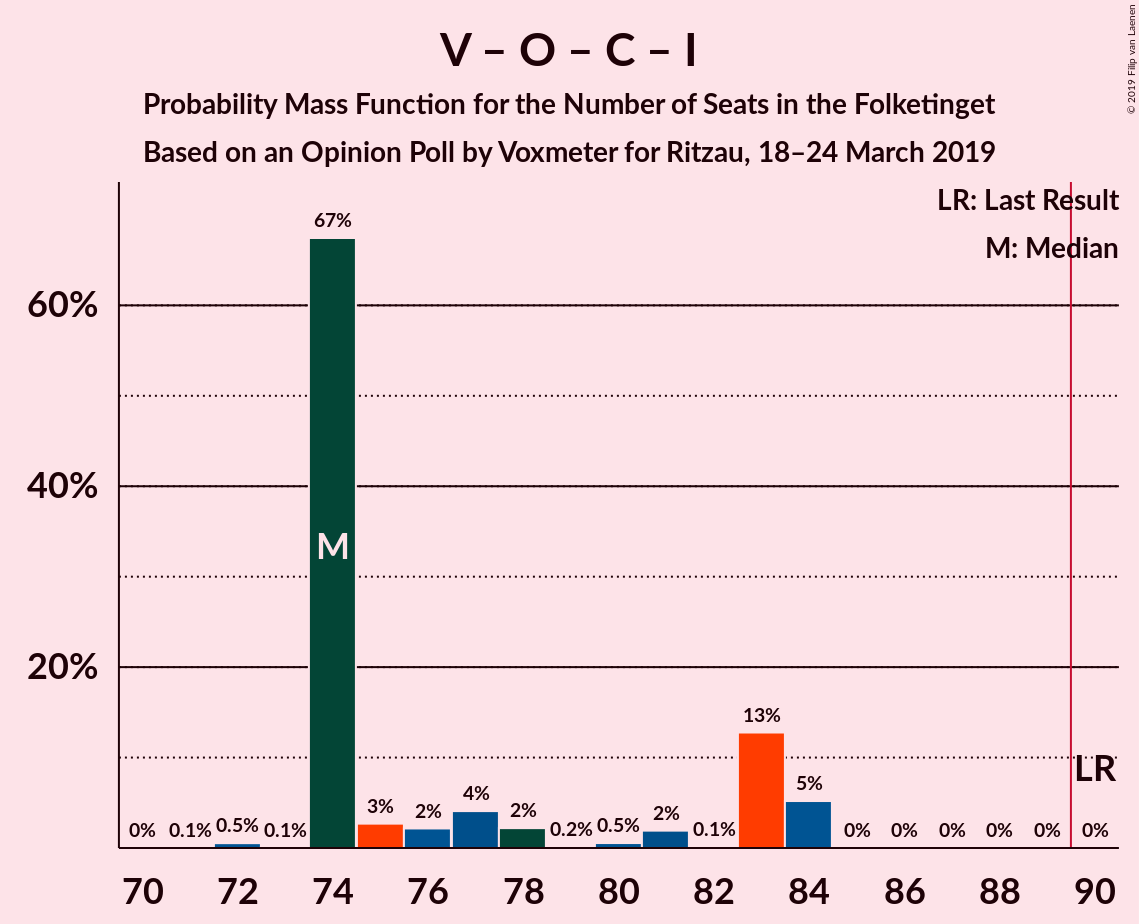 V – O – C – I
Probability Mass Function for the Number of Seats in the Folketinget
Based on an Opinion Poll by Voxmeter for Ritzau, 18–24 March 2019
© 2019 Filip van Laenen
LR: Last Result
M: Median
67%
60%
40%
M
20%
13%
LR
5%
4%
3%
2%
2%
2%
0% 0.1% 0.5% 0.1% 0.2% 0.5% 0.1% 0% 0% 0% 0% 0% 0%
70 72 74 76 78 80 82 84 86 88 90